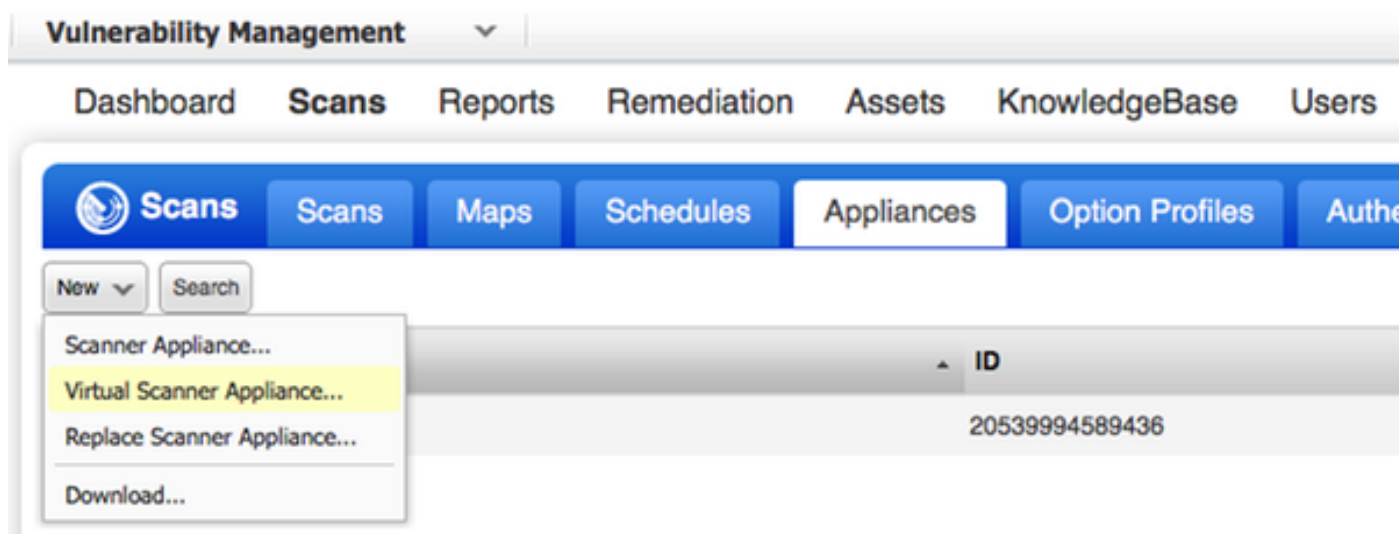 Vulnerability Management
Dashboard Scans Reports Remediation Assets KnowledgeBase Users
Scans Scans Maps Schedules Appliances Option Profiles Authe
New Search
Scanner Appliance...
ID
Virtual Scanner Appliance...
Replace Scanner Appliance...
20539994589436
Download...